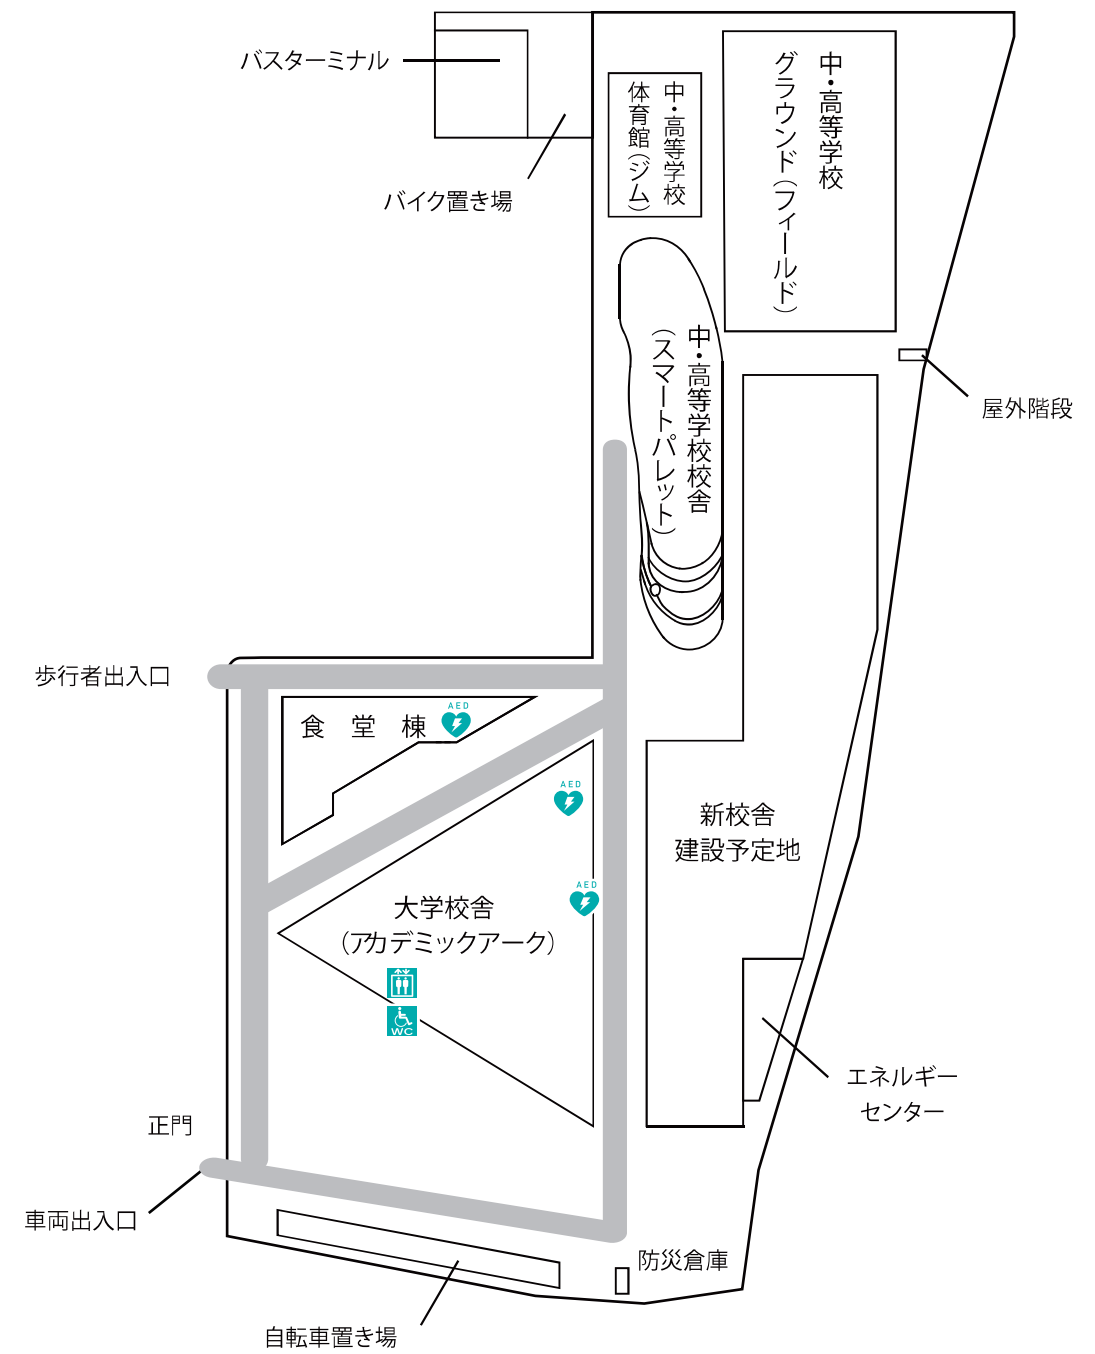 バスターミナル
バイク置き場
中・高等学校
体育館（ジム）
中・高等学校
グラウンド（フィールド）
中・高等学校校舎
（スマートパレット）
屋外階段
歩行者出入口
食堂棟
AED
AED
新校舎
建設予定地
AED
大学校舎
（アカデミックアーク）
WC
エネルギー
センター
正門
車両出入口
防災倉庫
自転車置き場